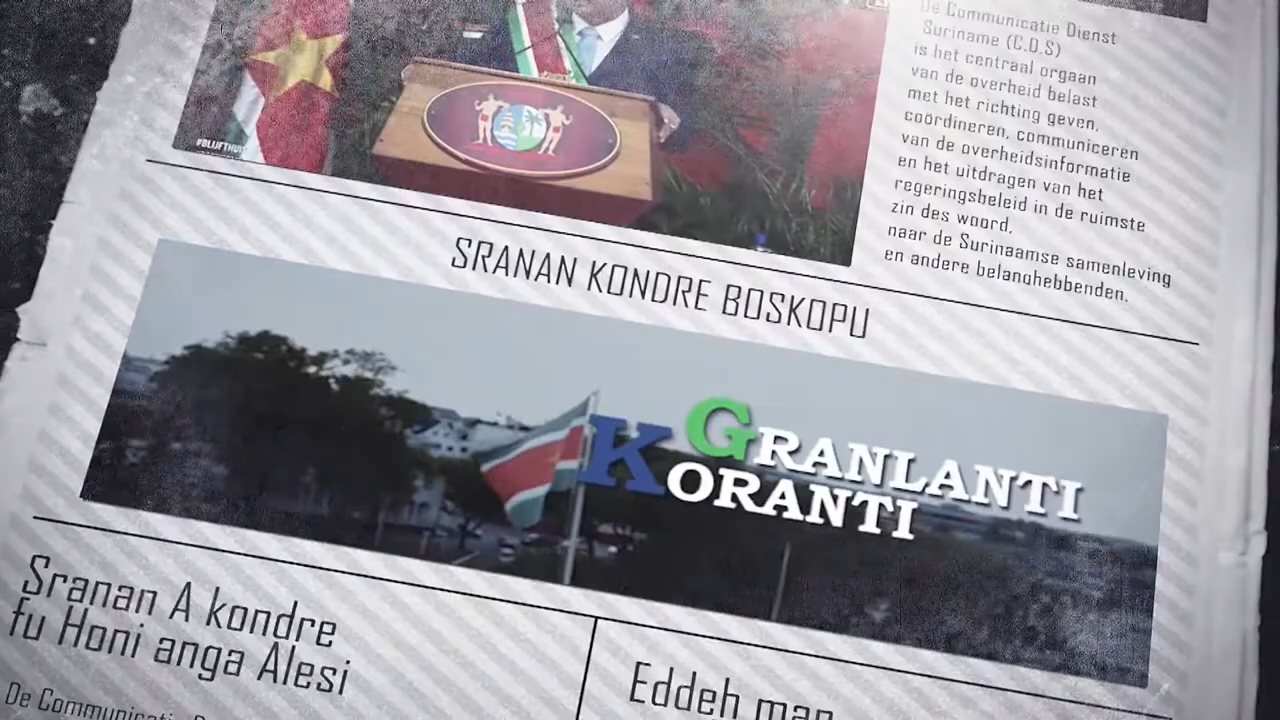 #BLIJFTHUIS
De Communicatie Dienst
Suriname (C.D.S)
is het centraal orgaan
van de overheid belast
met het richting geven,
coördineren, communiceren
van de overheidsinformatie
en het uitdragen van het
regeringsbeleid in de ruimste
zin des woord.
naar de Surinaamse samenleving
en andere belanghebbenden.
SRANAN KONDRE BOSKOPU
GRANLANTI
KORANTI
Sranan A kondre
fu Honi anga Alesi
De Communicatie
Eddeh man